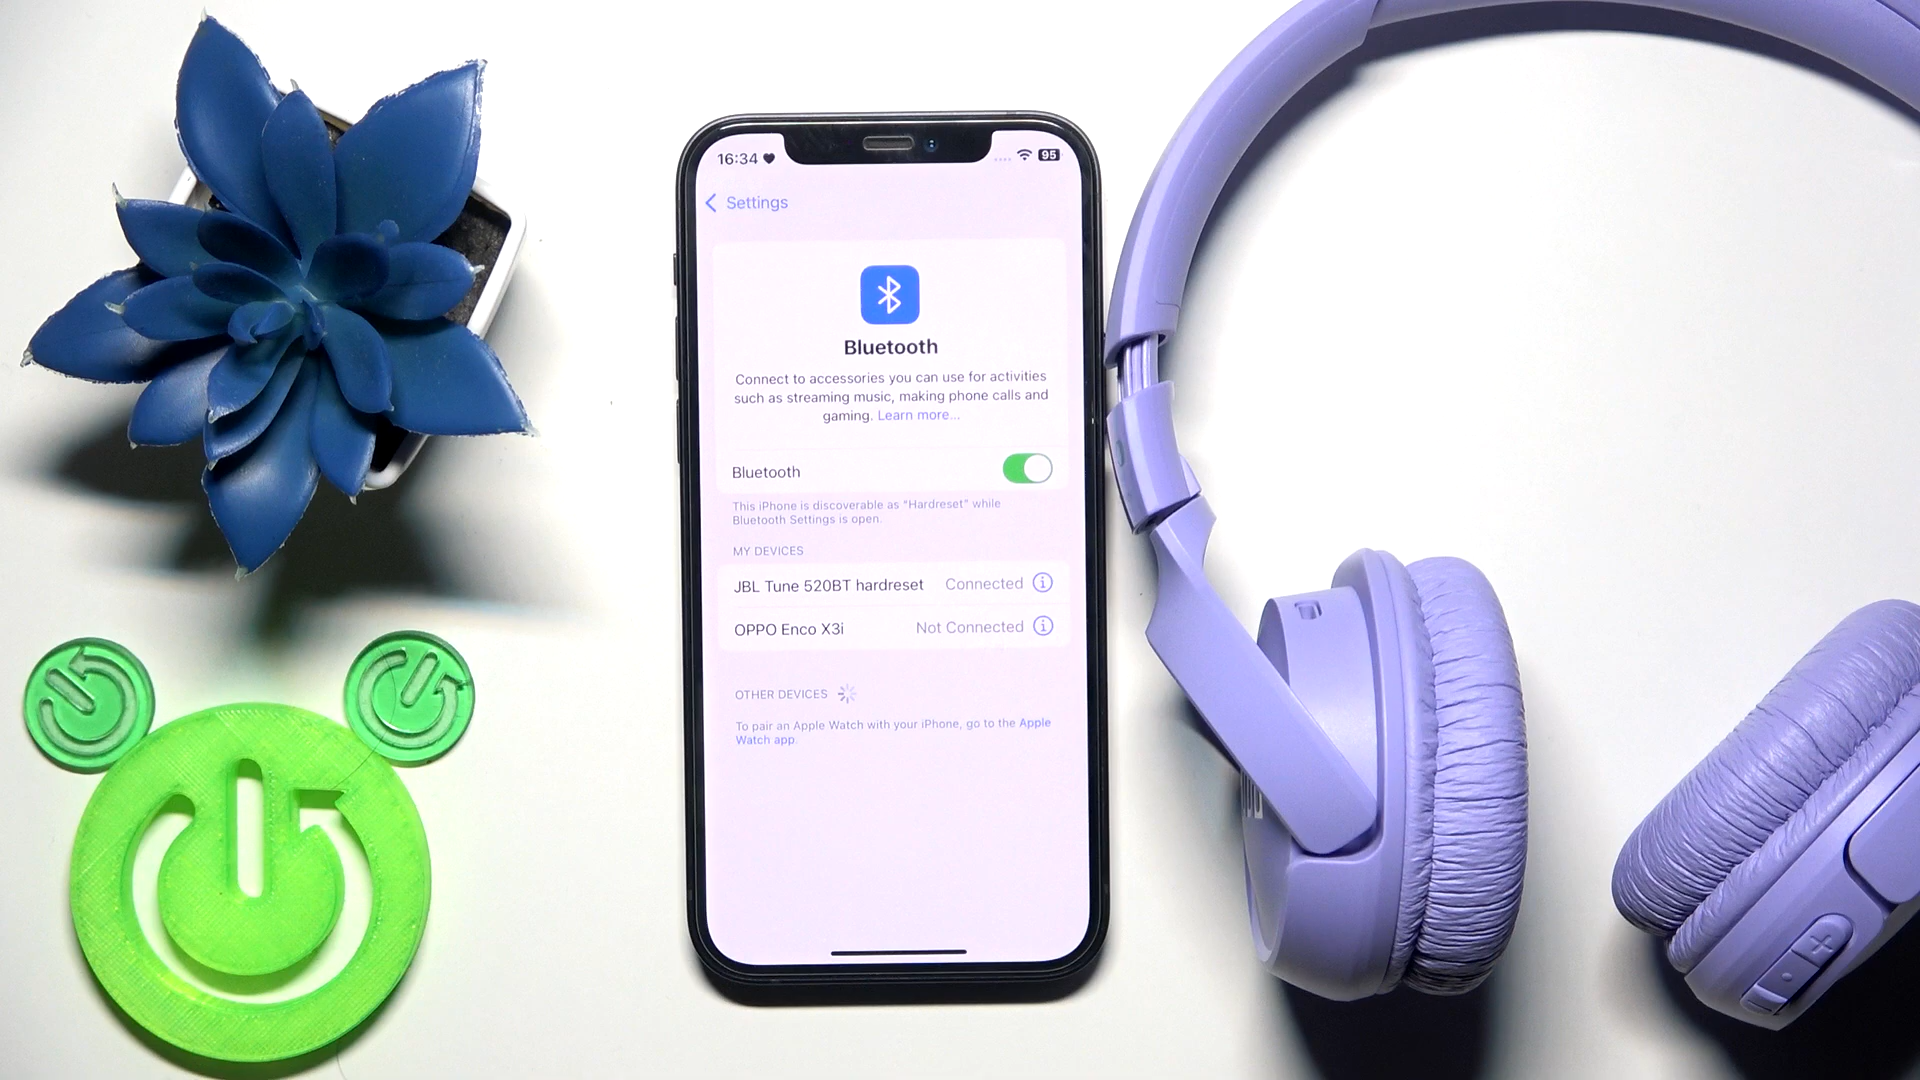 16:34
95
Settings
Bluetooth
Connect to accessories you can use for activities
such as streaming music, making phone calls and
gaming. Learn more...
Bluetooth
This iPhone is discoverable as “Hardreset” while
Bluetooth Settings is open.
MY DEVICES
JBL Tune 520BT hardreset Connected
OPPO Enco X3i Not Connected
OTHER DEVICES
To pair an Apple Watch with your iPhone, go to the Apple
Watch app.